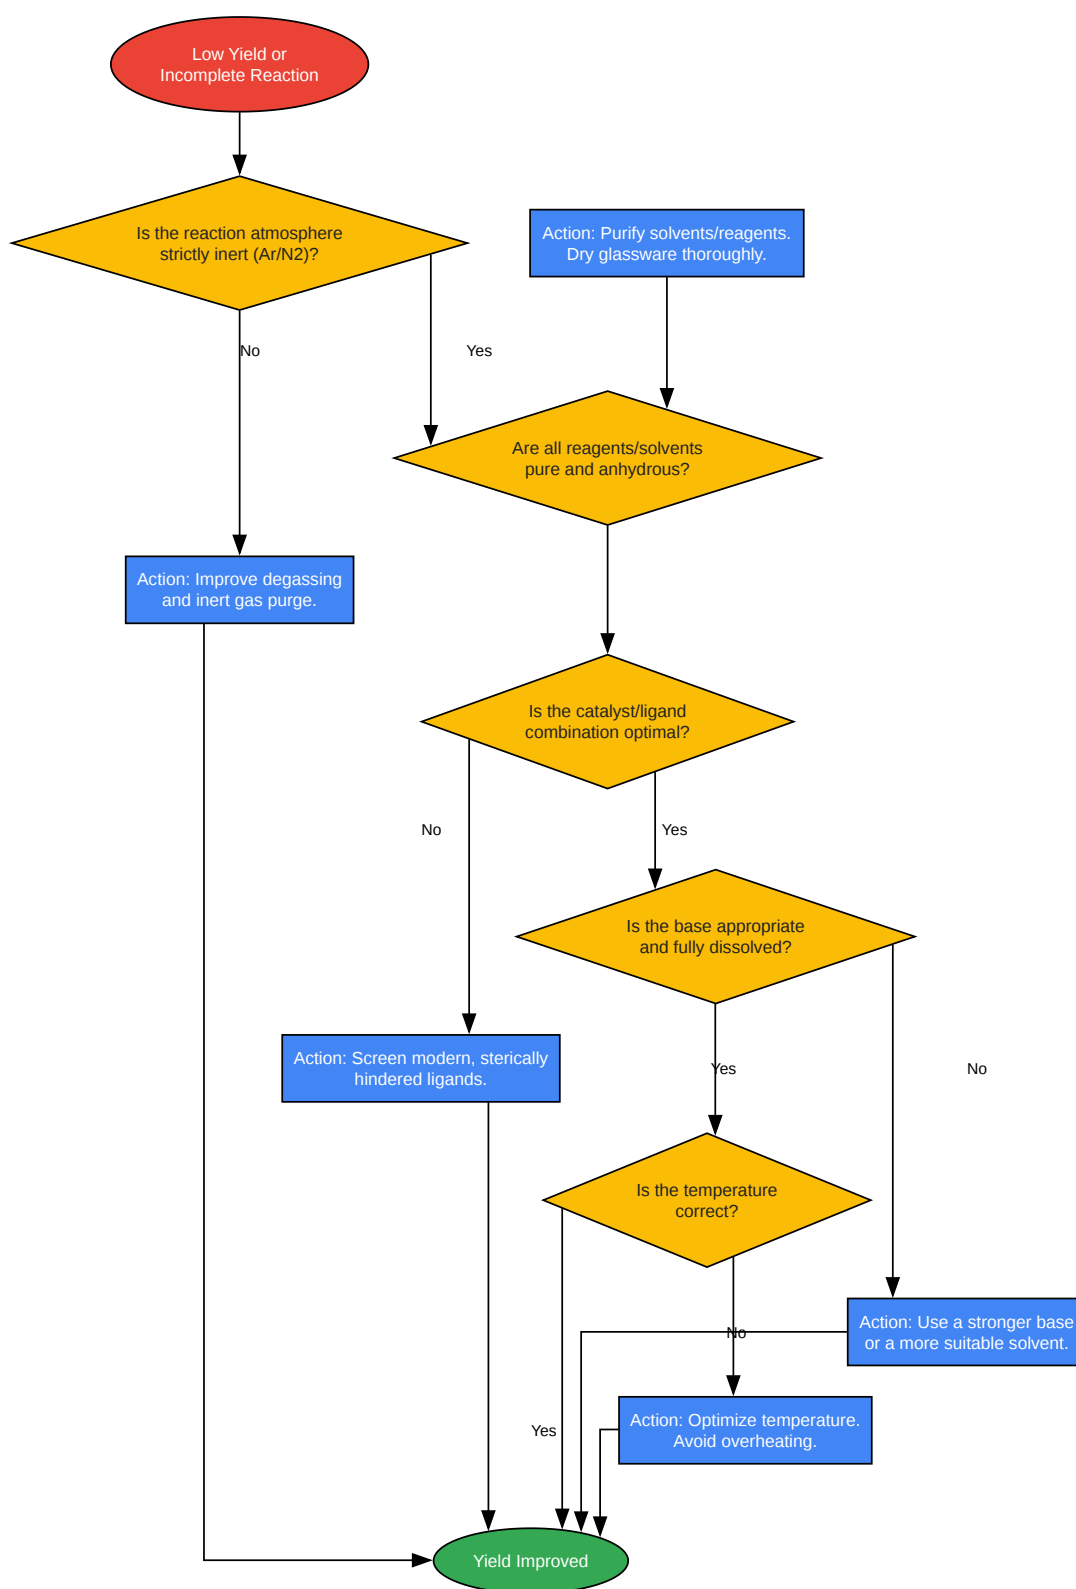 Low Yield or
Incomplete Reaction
Is the reaction atmosphere
strictly inert (Ar/N2)?
Action: Purify solvents/reagents.
Dry glassware thoroughly.
No
Yes
Are all reagents/solvents
pure and anhydrous?
Action: Improve degassing
and inert gas purge.
Is the catalyst/ligand
combination optimal?
No
Yes
Is the base appropriate
and fully dissolved?
Action: Screen modern, sterically
hindered ligands.
Yes
No
Is the temperature
correct?
Action: Use a stronger base
or a more suitable solvent.
No
Action: Optimize temperature.
Avoid overheating.
Yes
Yield Improved